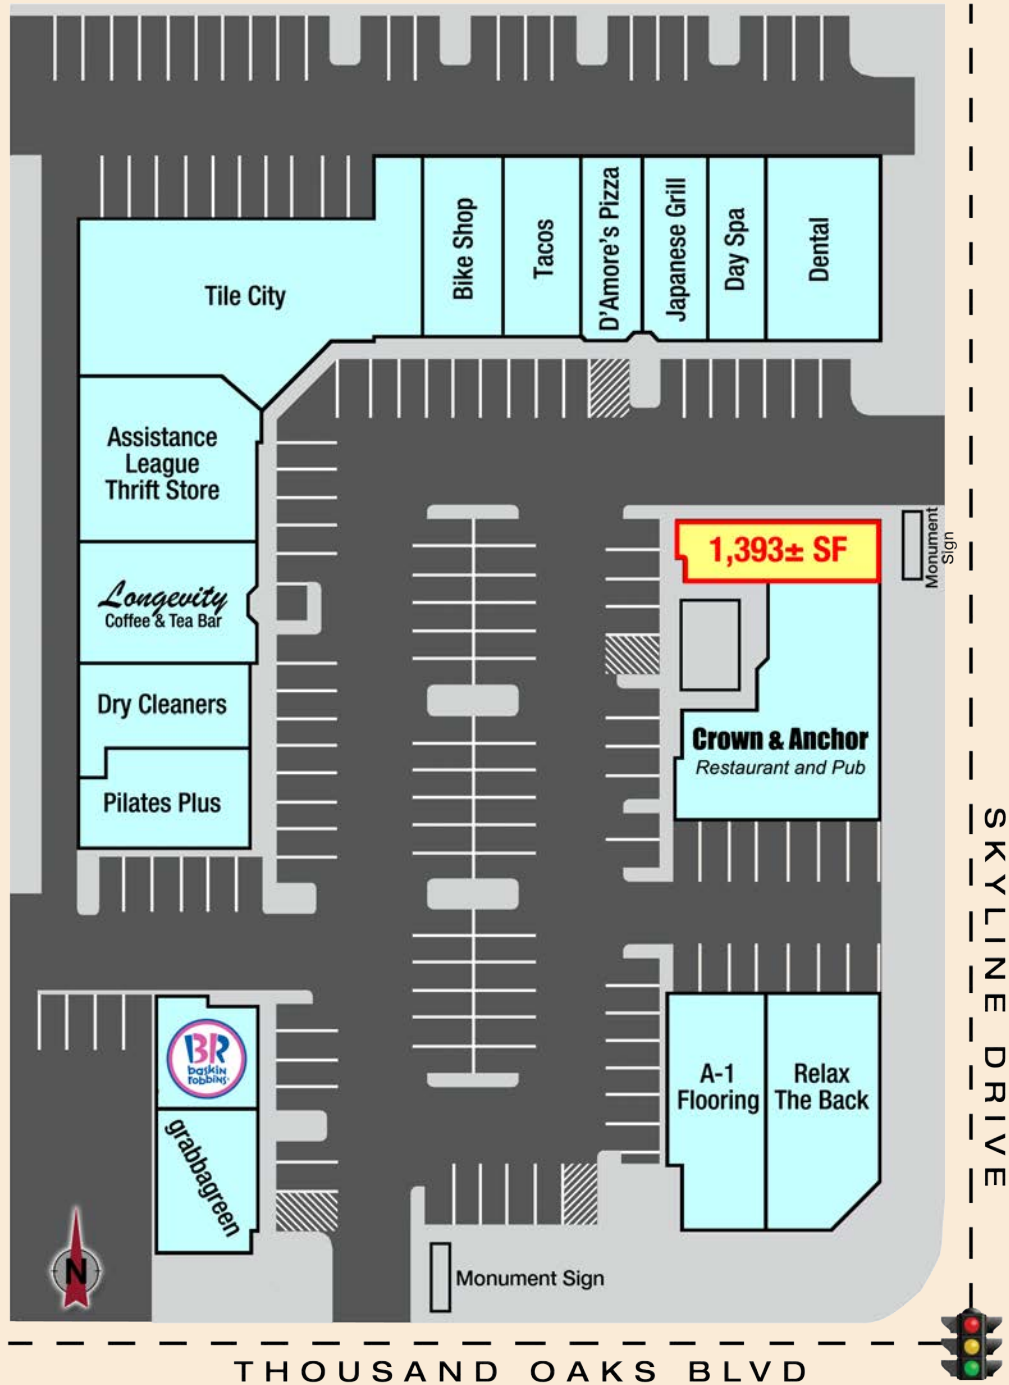 Tile City
Bike Shop
Tacos
D'Amore's Pizza
Japanese Grill
Day Spa
Dental
Assistance
League
Thrift Store
Longevity
Coffee & Tea Bar
Dry Cleaners
Pilates Plus
1,393± SF
Monument
Sign
Crown & Anchor
Restaurant and Pub
BR
baskin
robbins
grabbagreen
A-1
Flooring
Relax
The Back
N
Monument Sign
SKYLINE DRIVE
THOUSAND OAKS BLVD